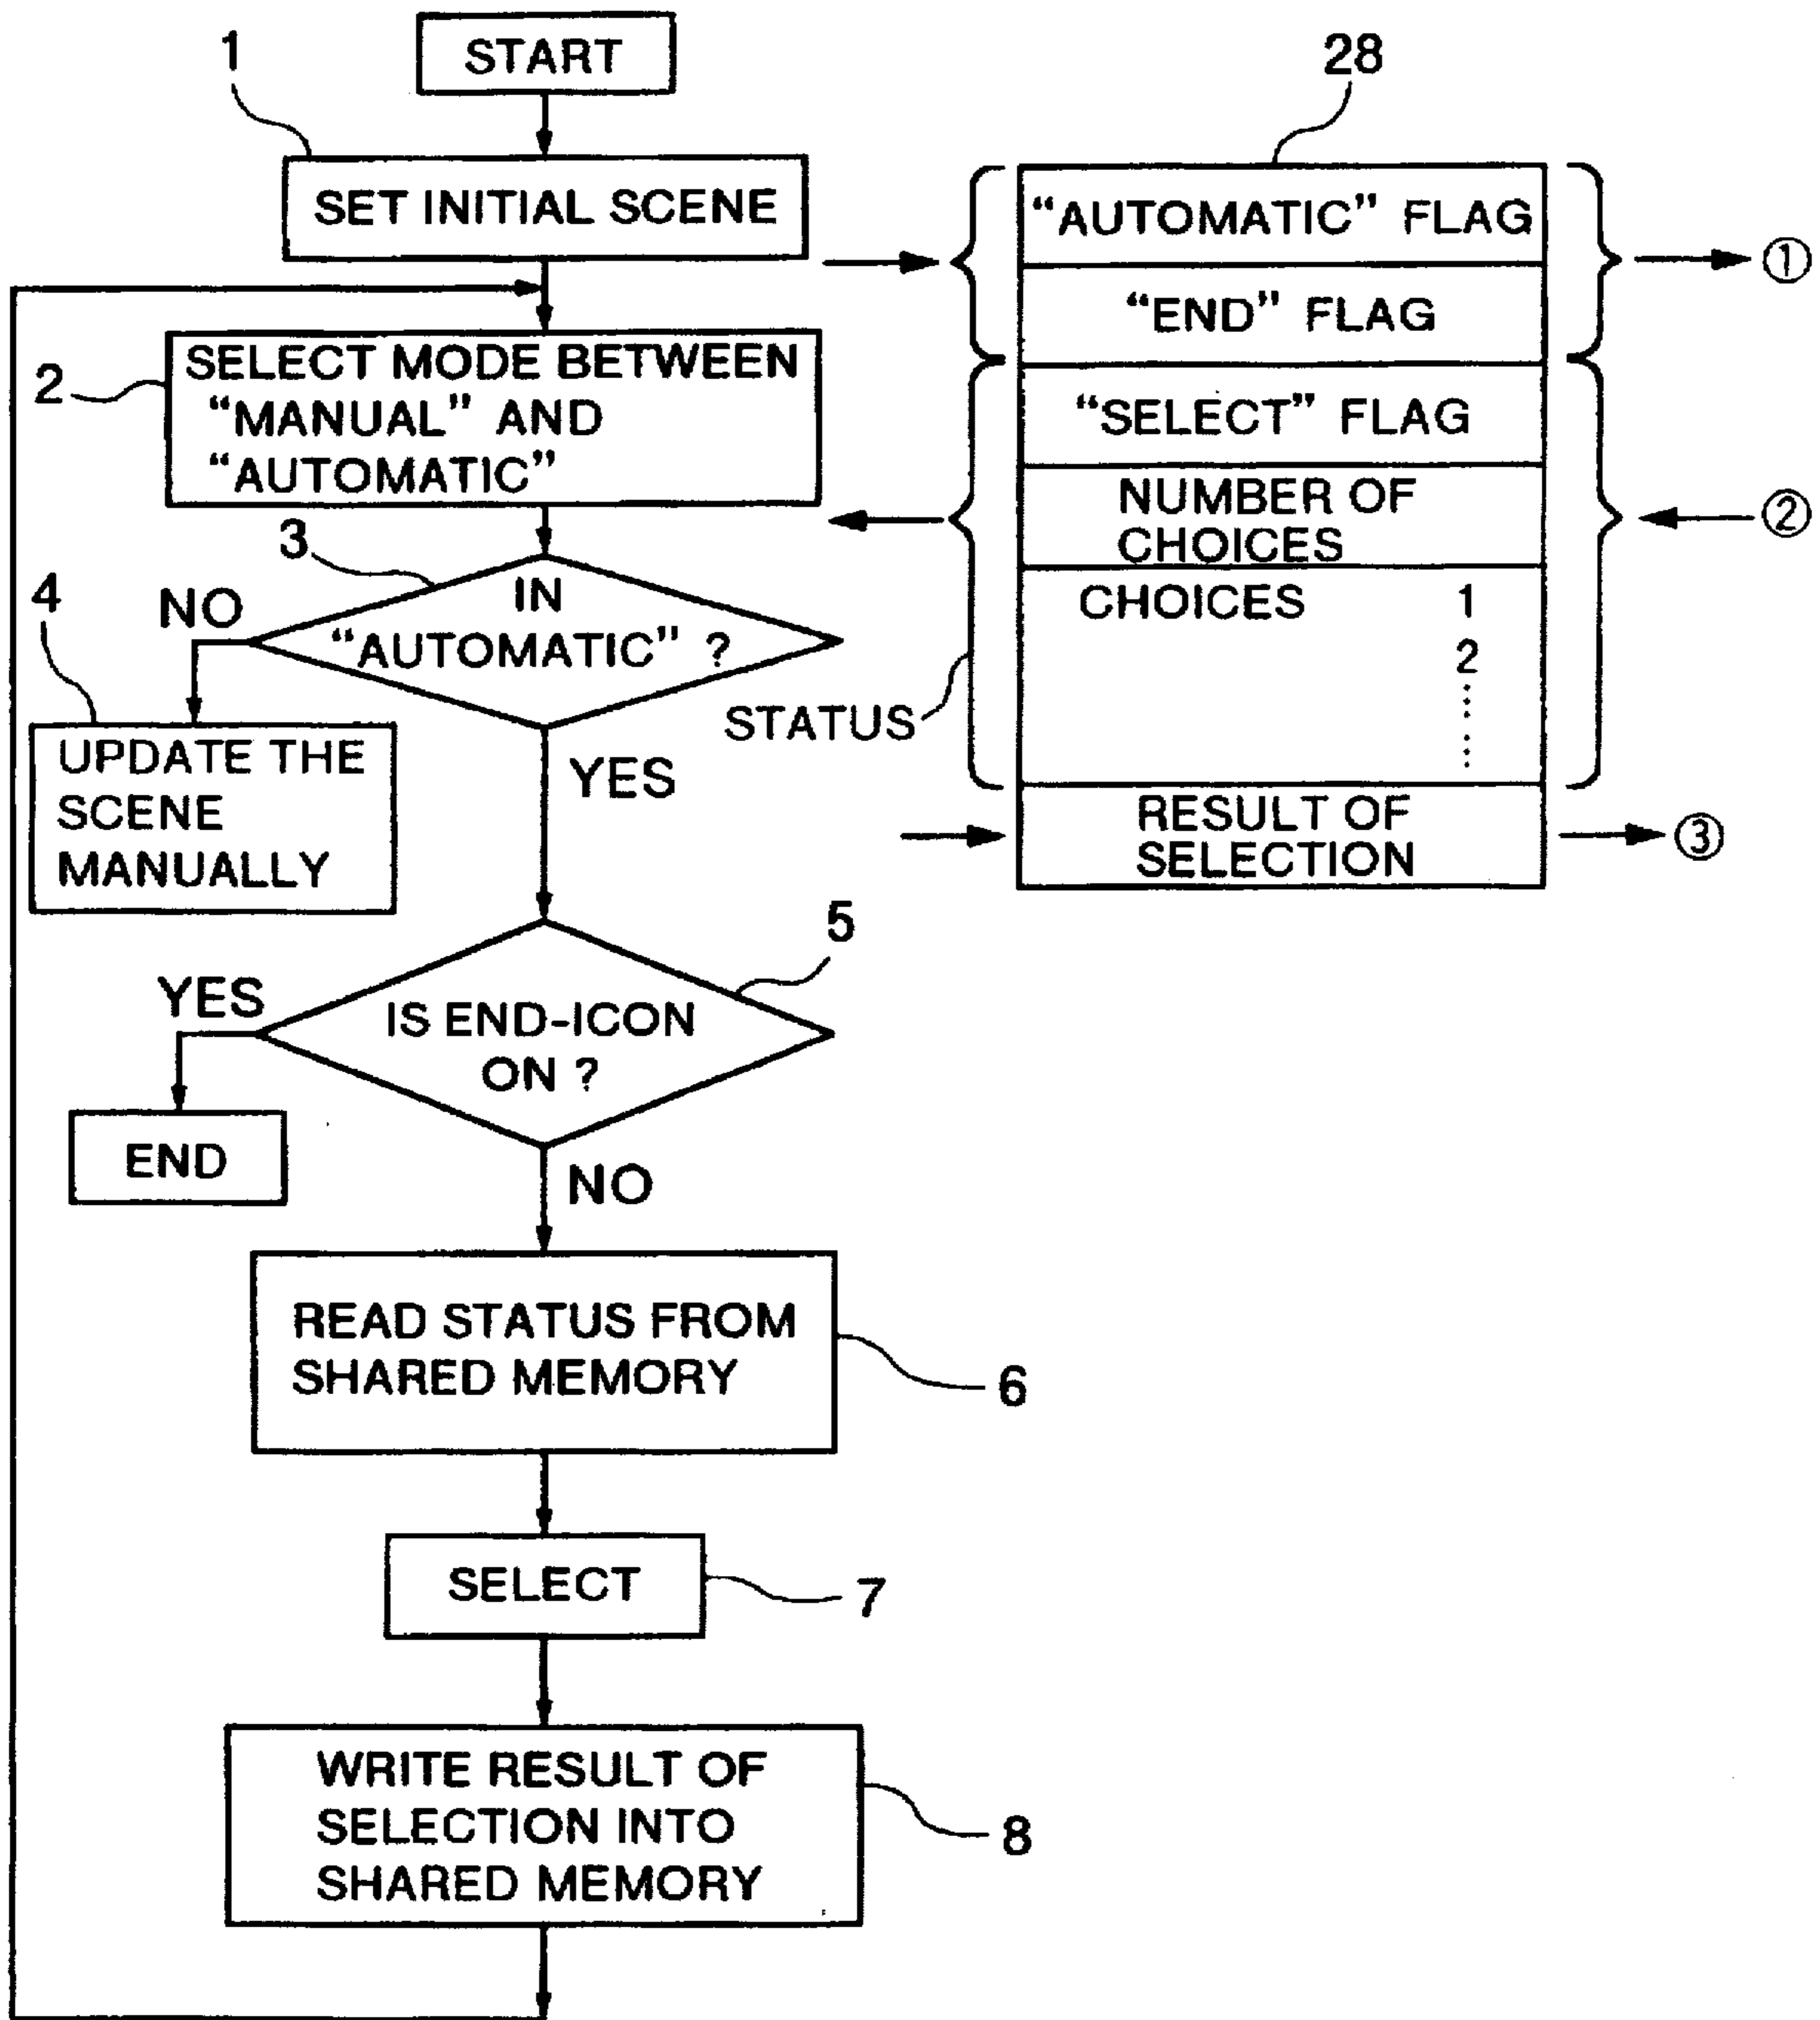 START
1
SET INITIAL SCENE
2
SELECT MODE BETWEEN
“MANUAL” AND
“AUTOMATIC”
3
IN
“AUTOMATIC” ?
NO
4
UPDATE THE
SCENE
MANUALLY
YES
5
IS END-ICON
ON ?
YES
END
NO
READ STATUS FROM
SHARED MEMORY
6
SELECT
7
WRITE RESULT OF
SELECTION INTO
SHARED MEMORY
8
28
“AUTOMATIC” FLAG
“END” FLAG
①
“SELECT” FLAG
NUMBER OF
CHOICES
②
CHOICES 1
2
STATUS
RESULT OF
SELECTION
③